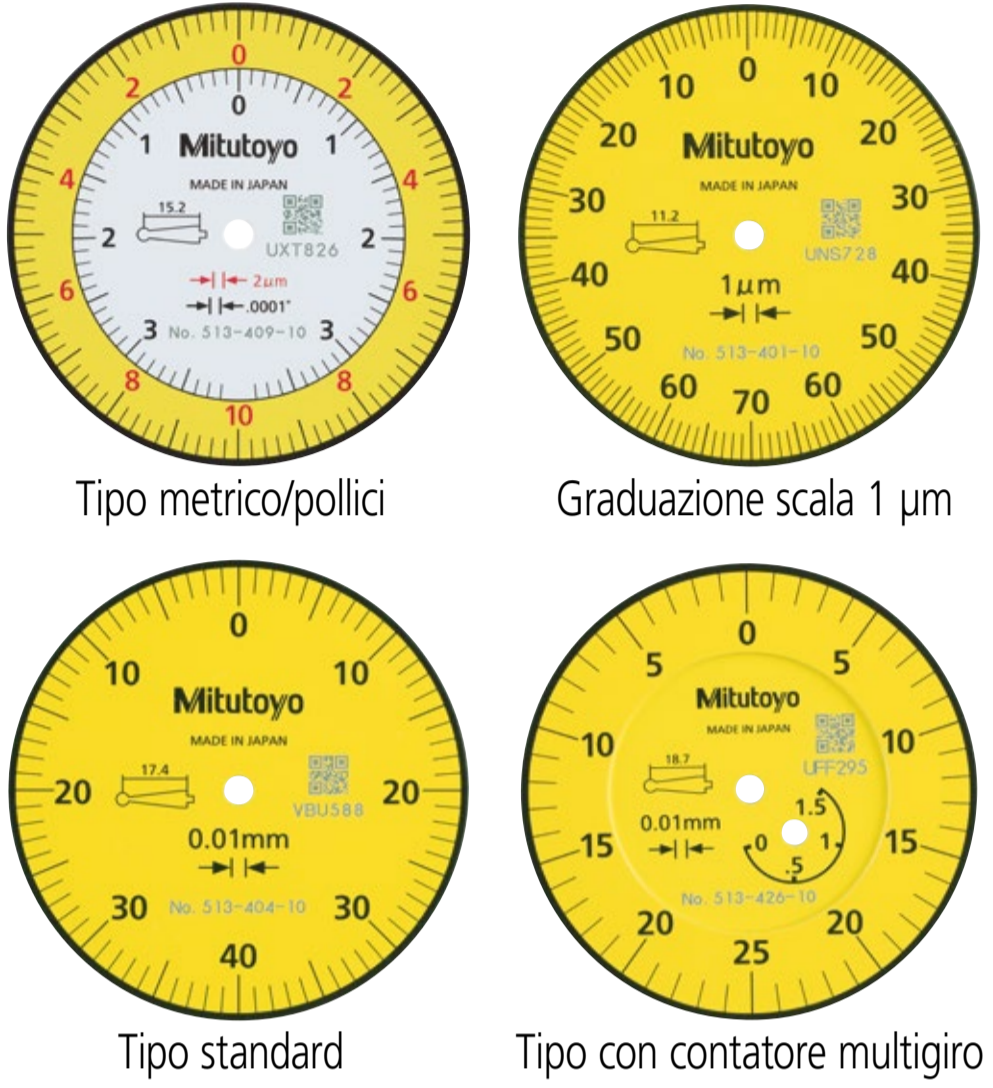 0
2 2
4 4
6 6
8 8
10
0
1 1
2 2
3 3
Mitutoyo
MADE IN JAPAN
15.2
UXT826
2μm
.0001"
No. 513-409-10
Tipo metrico/pollici
0
10 10
20 20
30 30
40 40
50 50
60 60
70
Mitutoyo
MADE IN JAPAN
11.2
UNS728
1μm
No. 513-401-10
Graduazione scala 1 μm
0
10 10
Mitutoyo
MADE IN JAPAN
17.4
20 20
VBU588
0.01mm
30 No. 513-404-10 30
40
Tipo standard
0
5 5
Mitutoyo
MADE IN JAPAN
10 10
18.7
UFF295
0.01mm
1.5
15 0 1 15
.5
No. 513-426-10
20 20
25
Tipo con contatore multigiro